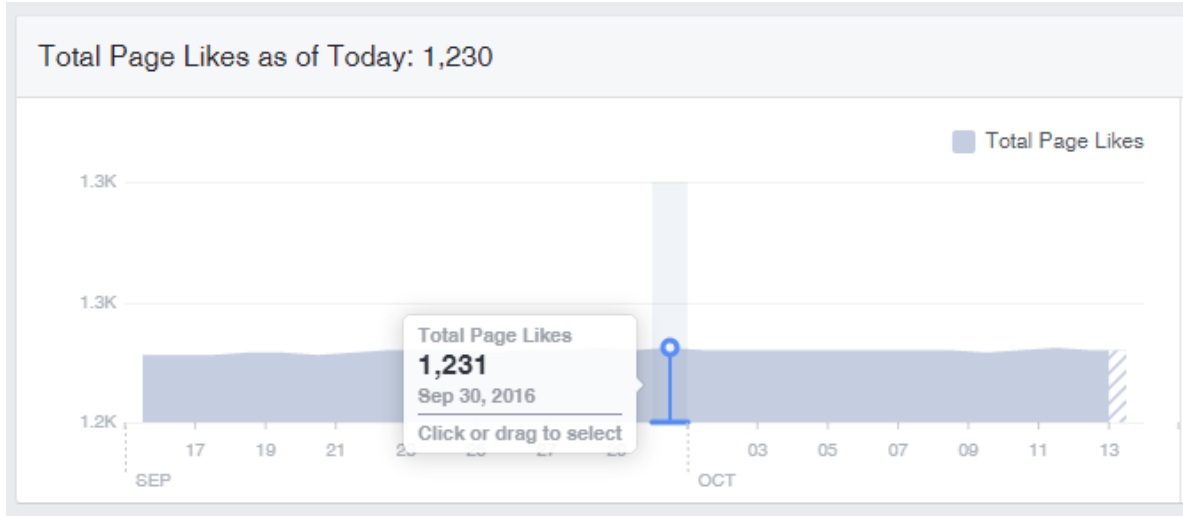 Total Page Likes as of Today: 1,230
Total Page Likes
1.3K
1.3K
Total Page Likes
1,231
Sep 30, 2016
Click or drag to select
1.2K
17 19 21 03 05 07 09 11 13
SEP OCT